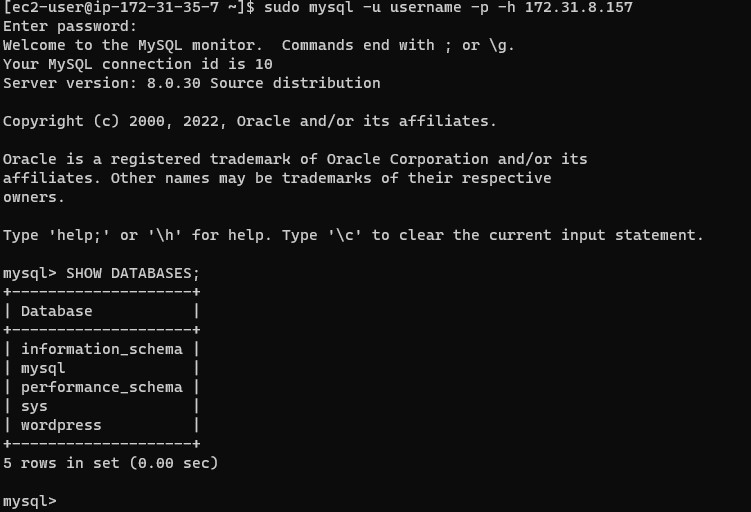 [ec2-user@ip-172-31-35-7 ~]$ sudo mysql -u username -p -h 172.31.8.157
Enter password:
Welcome to the MySQL monitor.  Commands end with ; or \g.
Your MySQL connection id is 10
Server version: 8.0.30 Source distribution
Copyright (c) 2000, 2022, Oracle and/or its affiliates.
Oracle is a registered trademark of Oracle Corporation and/or its
affiliates. Other names may be trademarks of their respective
owners.
Type 'help;' or '\h' for help. Type '\c' to clear the current input statement.
mysql> SHOW DATABASES;
+--------------------+
| Database           |
+--------------------+
| information_schema |
| mysql              |
| performance_schema |
| sys                |
| wordpress          |
+--------------------+
5 rows in set (0.00 sec)
mysql>